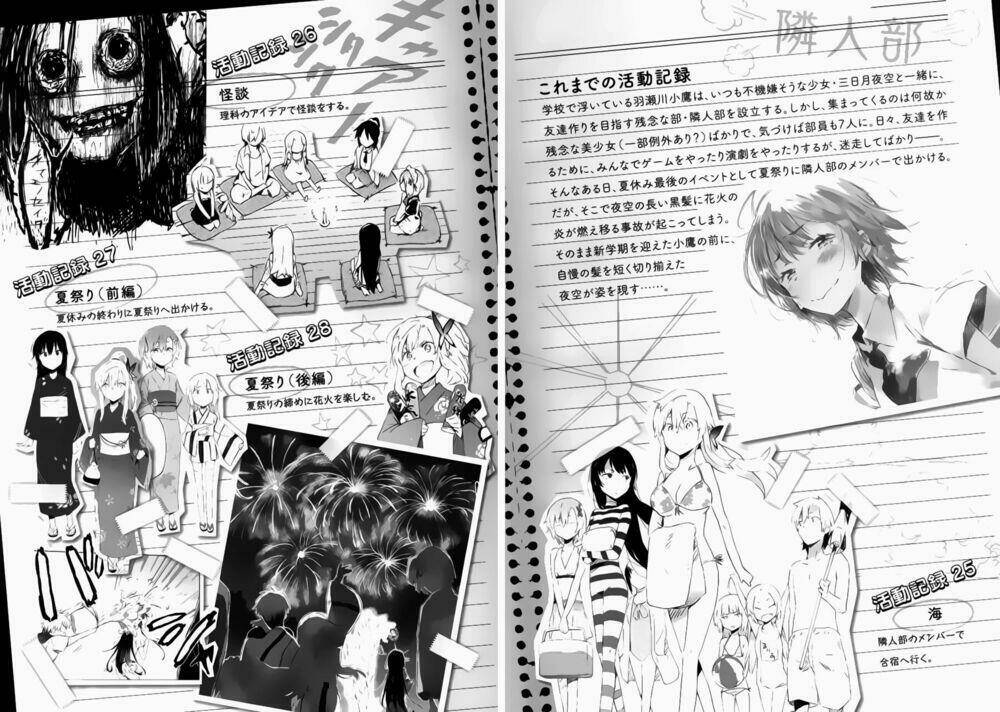 隣人部
これまでの活動記録
学校で浮いている羽瀬川小鷹は、いつも不機嫌そうな少女・三日月夜空と一緒に、
友達作りを目指す残念な部・隣人部を設立する。しかし、集まってくるのは何故か
残念な美少女（一部例外あり？）ばかりで、気づけば部員も7人に。日々、友達を作
るために、みんなでゲームをやったり演劇をやったりするが、迷走してばかり──。
そんなある日、夏休み最後のイベントとして夏祭りに隣人部のメンバーで出かける。
だが、そこで夜空の長い黒髪に花火の
炎が燃え移る事故が起こってしまう。
そのまま新学期を迎えた小鷹の前に、
自慢の髪を短く切り揃えた
夜空が姿を現す……。
活動記録 25
海
隣人部のメンバーで
合宿へ行く。
活動記録 26
怪談
理科のアイデアで怪談をする。
活動記録 27
夏祭り（前編）
夏休みの終わりに夏祭りへ出かける。
活動記録 28
夏祭り（後編）
夏祭りの締めに花火を楽しむ。